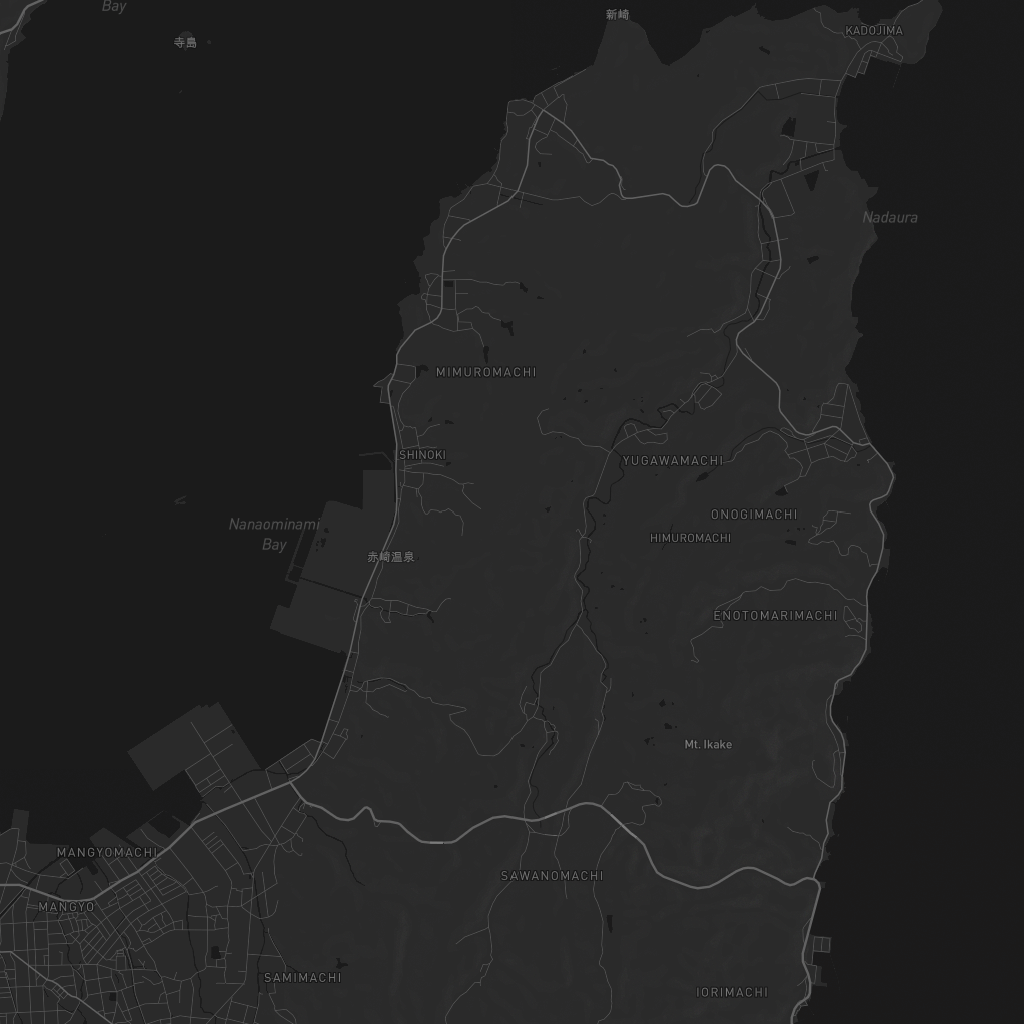 Bay
新崎
KADOJIMA
寺島
Nadaura
MIMUROMACHI
SHINOKI
YUGAWAMACHI
ONOGIMACHI
Nanaominami
Bay
HIMUROMACHI
赤崎温泉
ENOTOMARIMACHI
Mt. Ikake
MANGYOMACHI
SAWANOMACHI
MANGYO
SAMIMACHI
IORIMACHI